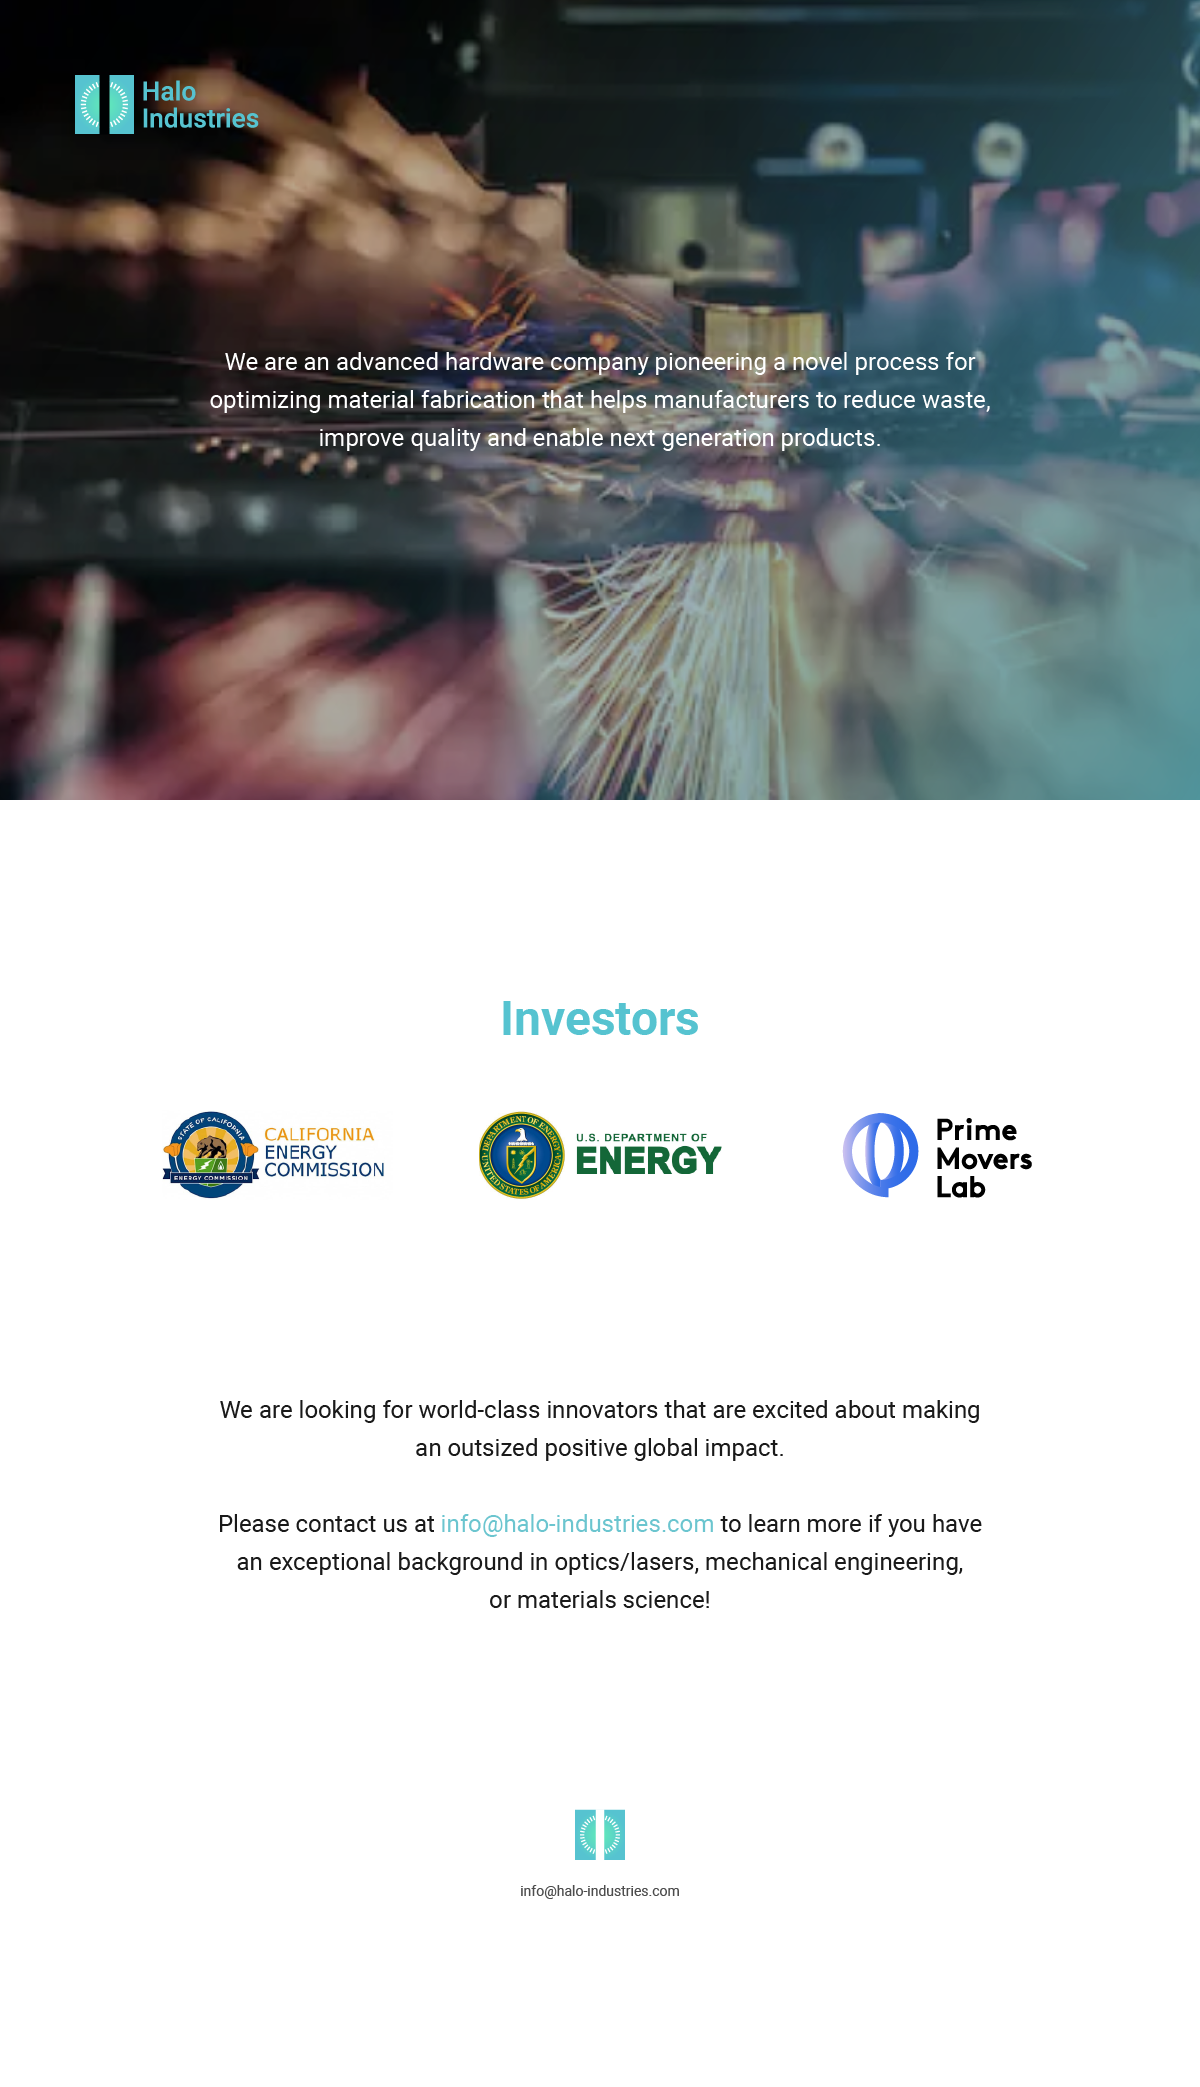 Halo
Industries
We are an advanced hardware company pioneering a novel process for
optimizing material fabrication that helps manufacturers to reduce waste,
improve quality and enable next generation products.
Investors
STATE OF CALIFORNIA
ENERGY COMMISSION
CALIFORNIA
ENERGY
COMMISSION
DEPARTMENT OF ENERGY
UNITED STATES OF AMERICA
U.S. DEPARTMENT OF
ENERGY
Prime
Movers
Lab
We are looking for world-class innovators that are excited about making
an outsized positive global impact.
Please contact us at info@halo-industries.com to learn more if you have
an exceptional background in optics/lasers, mechanical engineering,
or materials science!
info@halo-industries.com